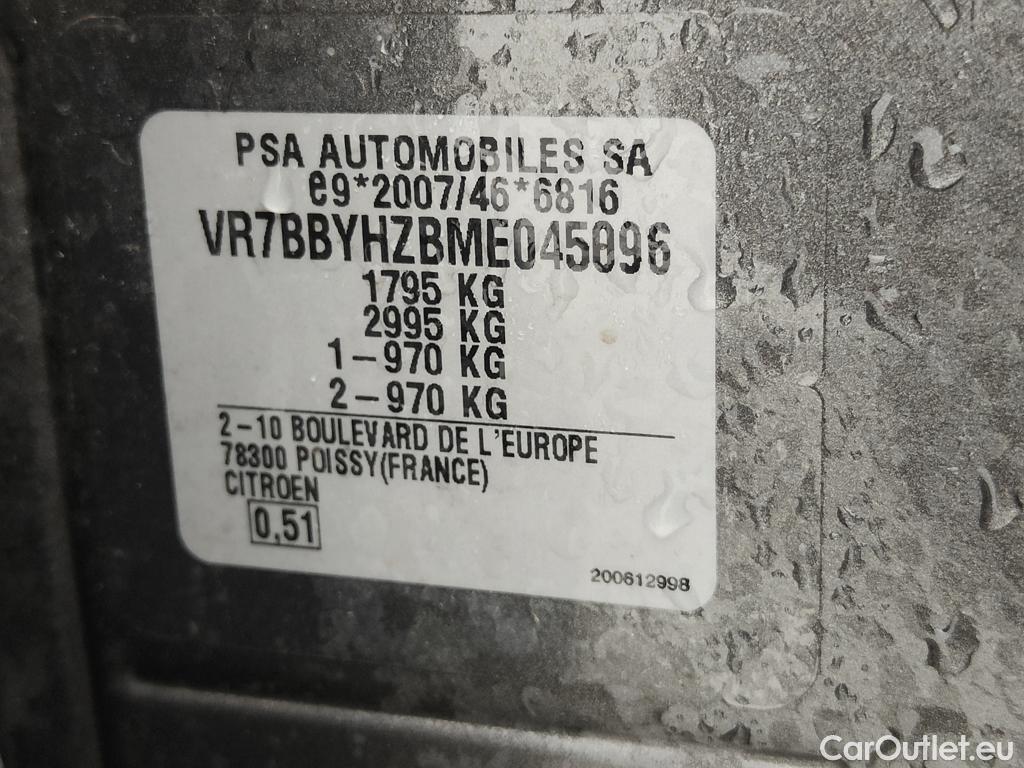 PSA AUTOMOBILES SA
e9*2007/46*6816
VR7BBYHZBME045096
1795 KG
2995 KG
1-970 KG
2-970 KG
2-10 BOULEVARD DE L'EUROPE
78300 POISSY(FRANCE)
CITROEN
0,51
200612998
CarOutlet.eu